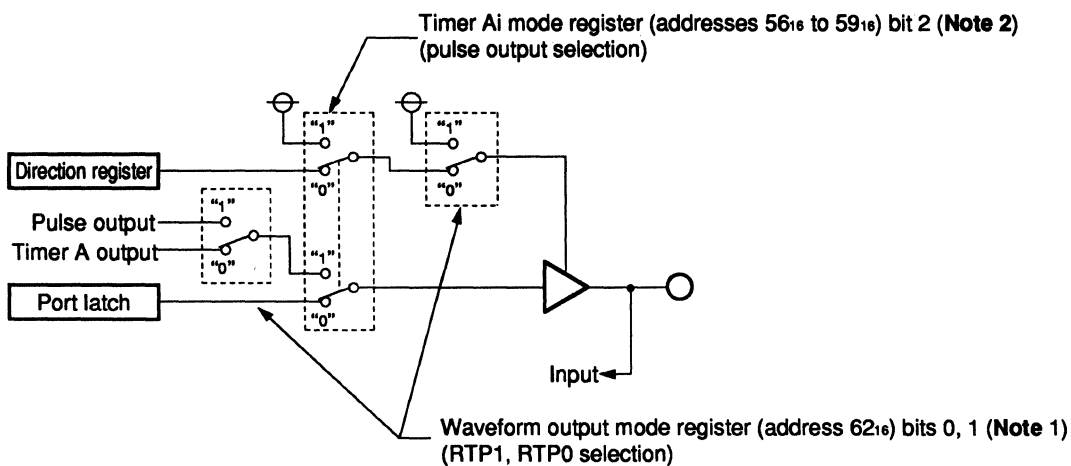 Timer Ai mode register (addresses 56₁₆ to 59₁₆) bit 2 (Note 2)
(pulse output selection)
“1”
“1”
Direction register
“0”
“0”
“1”
Pulse output
Timer A output
“0”
“1”
Port latch
“0”
Input
Waveform output mode register (address 62₁₆) bits 0, 1 (Note 1)
(RTP1, RTP0 selection)